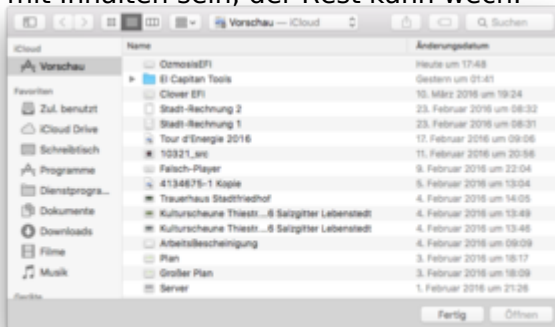 mit Inhalten sein, der Rest kann wech.
Vorschau — iCloud
Suchen
iCloud
Vorschau
Favoriten
Zul. benutzt
iCloud Drive
Schreibtisch
Programme
Dienstprogra...
Dokumente
Downloads
Filme
Musik
Geräte
Name Änderungsdatum
OzmosisEFI Heute um 17:48
El Capitan Tools Gestern um 01:41
Clover EFI 10. März 2016 um 19:24
Stadt-Rechnung 2 23. Februar 2016 um 08:32
Stadt-Rechnung 1 23. Februar 2016 um 08:31
Tour d'Energie 2016 17. Februar 2016 um 09:06
10321_src 11. Februar 2016 um 20:56
Falsch-Player 9. Februar 2016 um 22:04
4134675-1 Kopie 5. Februar 2016 um 13:04
Trauerhaus Stadtfriedhof 4. Februar 2016 um 14:05
Kulturscheune Thiestr...6 Salzgitter Lebenstedt 4. Februar 2016 um 13:49
Kulturscheune Thiestr...6 Salzgitter Lebenstedt 4. Februar 2016 um 13:46
ArbeitsBescheinigung 4. Februar 2016 um 09:09
Plan 3. Februar 2016 um 18:17
Großer Plan 3. Februar 2016 um 18:09
Server 1. Februar 2016 um 21:26
Fertig Öffnen